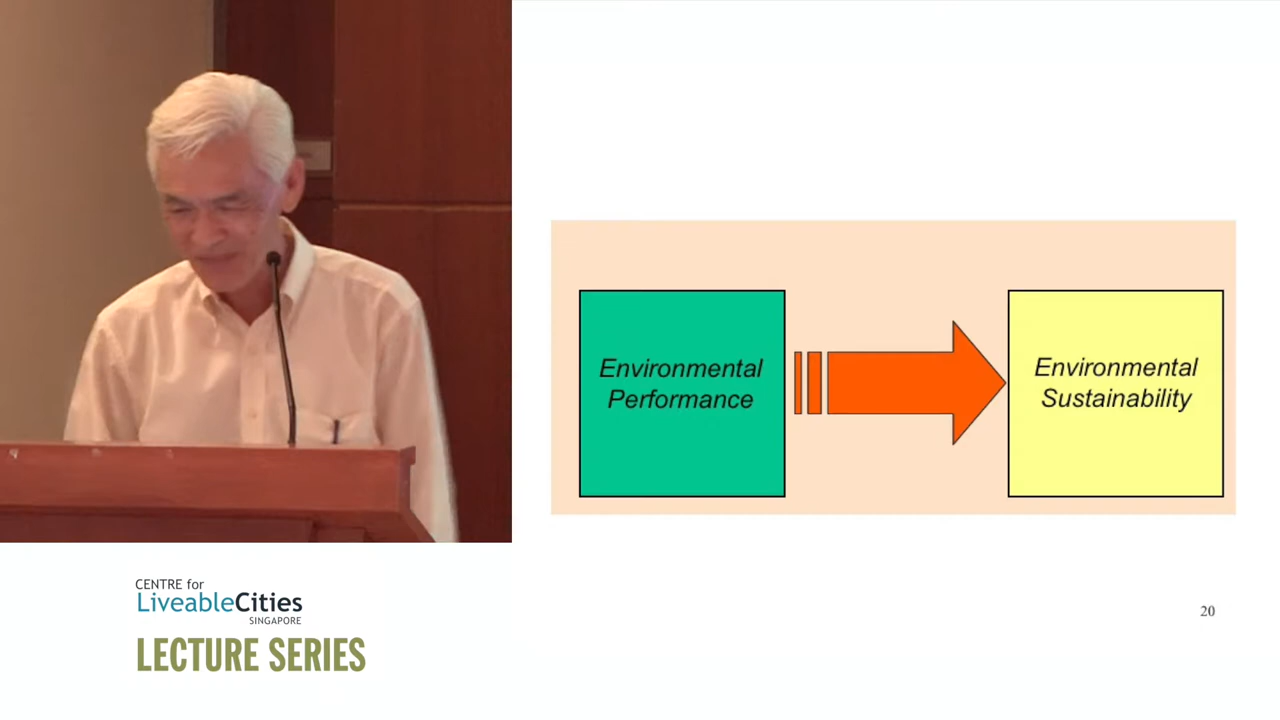 Environmental
Performance
Environmental
Sustainability
CENTRE for
LiveableCities
SINGAPORE
LECTURE SERIES
20